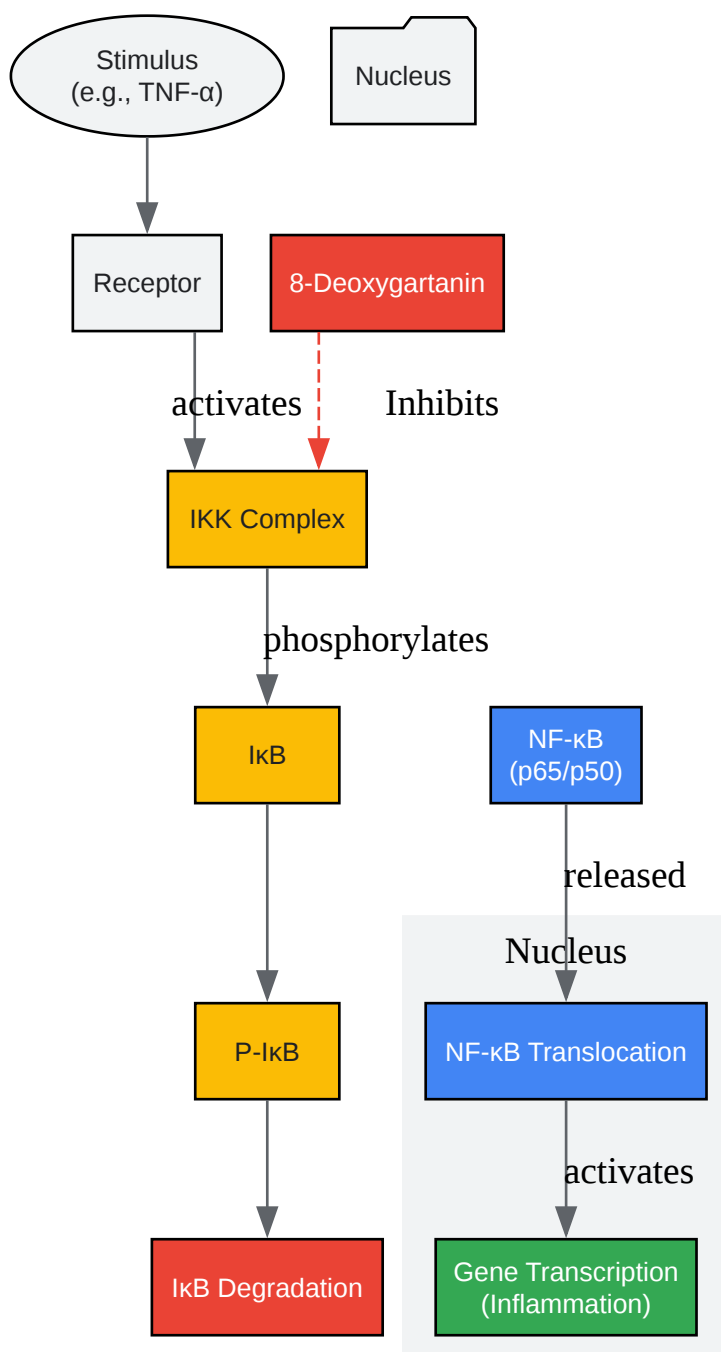 Stimulus
(e.g., TNF-α)
Nucleus
Receptor
8-Deoxygartanin
activates
Inhibits
IKK Complex
phosphorylates
IκB
NF-κB
(p65/p50)
released
Nucleus
P-IκB
NF-κB Translocation
activates
IκB Degradation
Gene Transcription
(Inflammation)